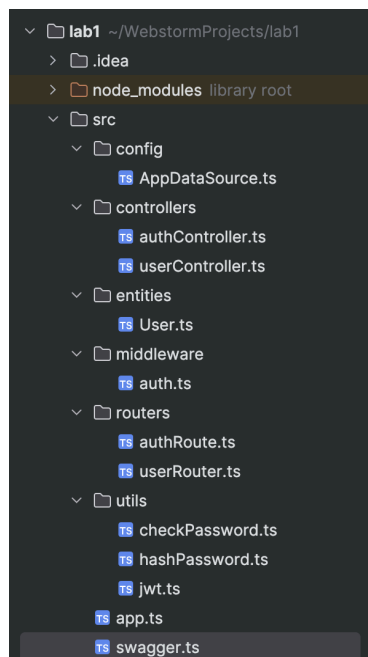 lab1 ~/WebstormProjects/lab1
.idea
node_modules library root
src
config
TS AppDataSource.ts
controllers
TS authController.ts
TS userController.ts
entities
TS User.ts
middleware
TS auth.ts
routers
TS authRoute.ts
TS userRouter.ts
utils
TS checkPassword.ts
TS hashPassword.ts
TS jwt.ts
TS app.ts
TS swagger.ts